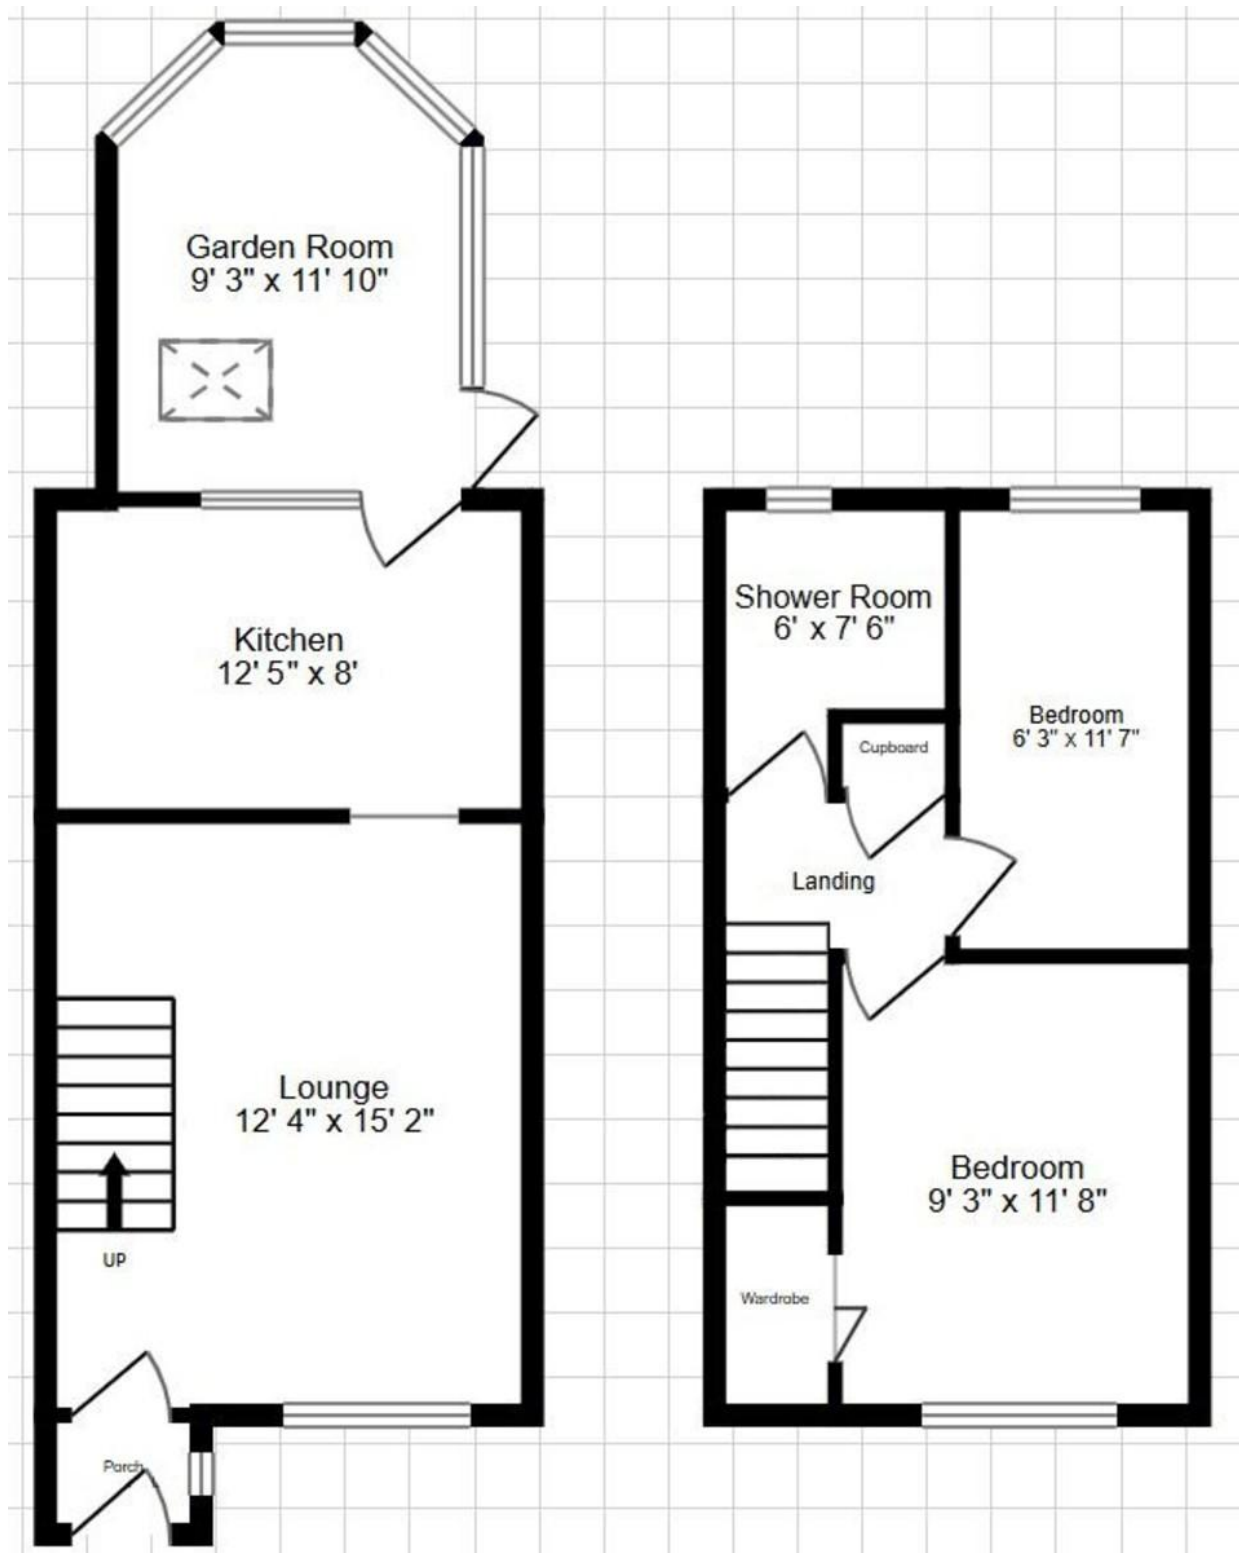 Garden Room
9' 3" x 11' 10"
Kitchen
12' 5" x 8'
Lounge
12' 4" x 15' 2"
UP
Porch
Shower Room
6' x 7' 6"
Cupboard
Bedroom
6' 3" x 11' 7"
Landing
Bedroom
9' 3" x 11' 8"
Wardrobe